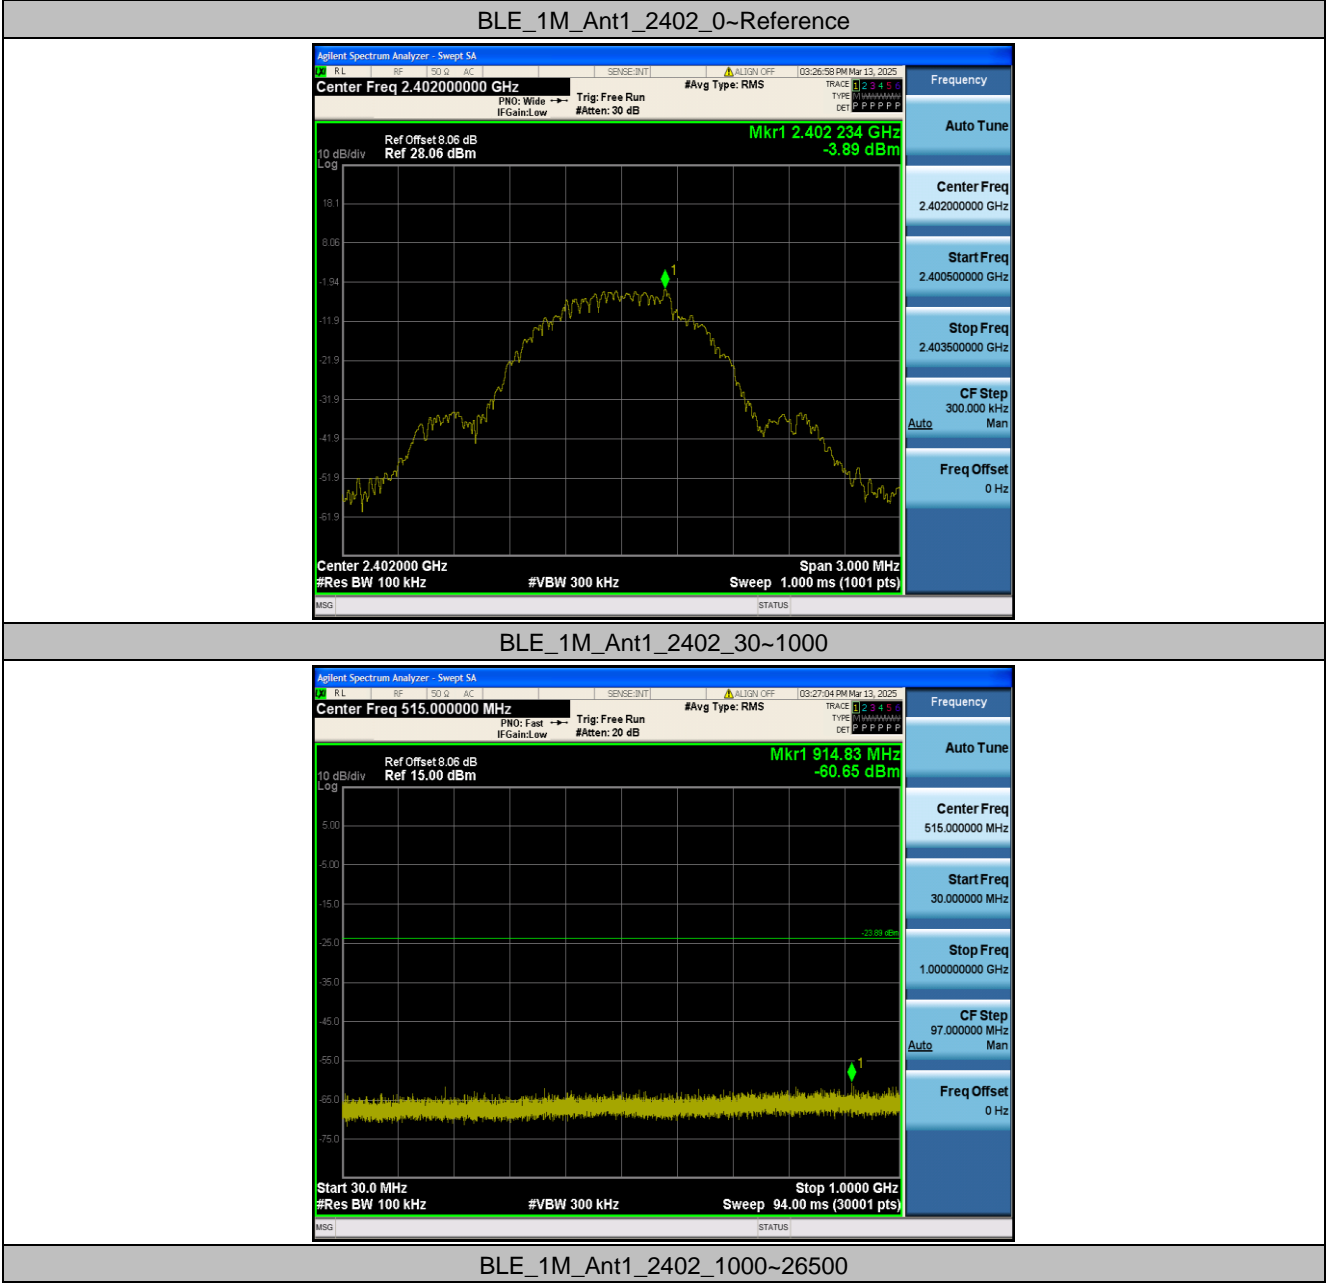 BLE_1M_Ant1_2402_0~Reference
Agilent Spectrum Analyzer - Swept SA
RL RF 50 Ω AC SENSE:INT ALIGN OFF 03:26:58 PM Mar 13, 2025
Center Freq 2.402000000 GHz
PNO: Wide
IFGain:Low
Trig: Free Run
#Atten: 30 dB
#Avg Type: RMS
TRACE 1 2 3 4 5 6
TYPE M
DET P P P P P P
Mkr1 2.402 234 GHz
-3.89 dBm
Ref Offset 8.06 dB
10 dB/div Ref 28.06 dBm
Log
18.1
8.06
-1.94
-11.9
-21.9
-31.9
-41.9
-51.9
-61.9
1
Center 2.402000 GHz Span 3.000 MHz
#Res BW 100 kHz #VBW 300 kHz Sweep 1.000 ms (1001 pts)
MSG STATUS
Frequency
Auto Tune
Center Freq
2.402000000 GHz
Start Freq
2.400500000 GHz
Stop Freq
2.403500000 GHz
CF Step
300.000 kHz
Auto Man
Freq Offset
0 Hz
BLE_1M_Ant1_2402_30~1000
Agilent Spectrum Analyzer - Swept SA
RL RF 50 Ω AC SENSE:INT ALIGN OFF 03:27:04 PM Mar 13, 2025
Center Freq 515.000000 MHz
PNO: Fast
IFGain:Low
Trig: Free Run
#Atten: 20 dB
#Avg Type: RMS
TRACE 1 2 3 4 5 6
TYPE M
DET P P P P P P
Mkr1 914.83 MHz
-60.65 dBm
Ref Offset 8.06 dB
10 dB/div Ref 15.00 dBm
Log
5.00
-5.00
-15.0
-25.0
-35.0
-45.0
-55.0
-65.0
-75.0
-23.89 dBm
1
Start 30.0 MHz Stop 1.0000 GHz
#Res BW 100 kHz #VBW 300 kHz Sweep 94.00 ms (30001 pts)
MSG STATUS
Frequency
Auto Tune
Center Freq
515.000000 MHz
Start Freq
30.000000 MHz
Stop Freq
1.000000000 GHz
CF Step
97.000000 MHz
Auto Man
Freq Offset
0 Hz
BLE_1M_Ant1_2402_1000~26500